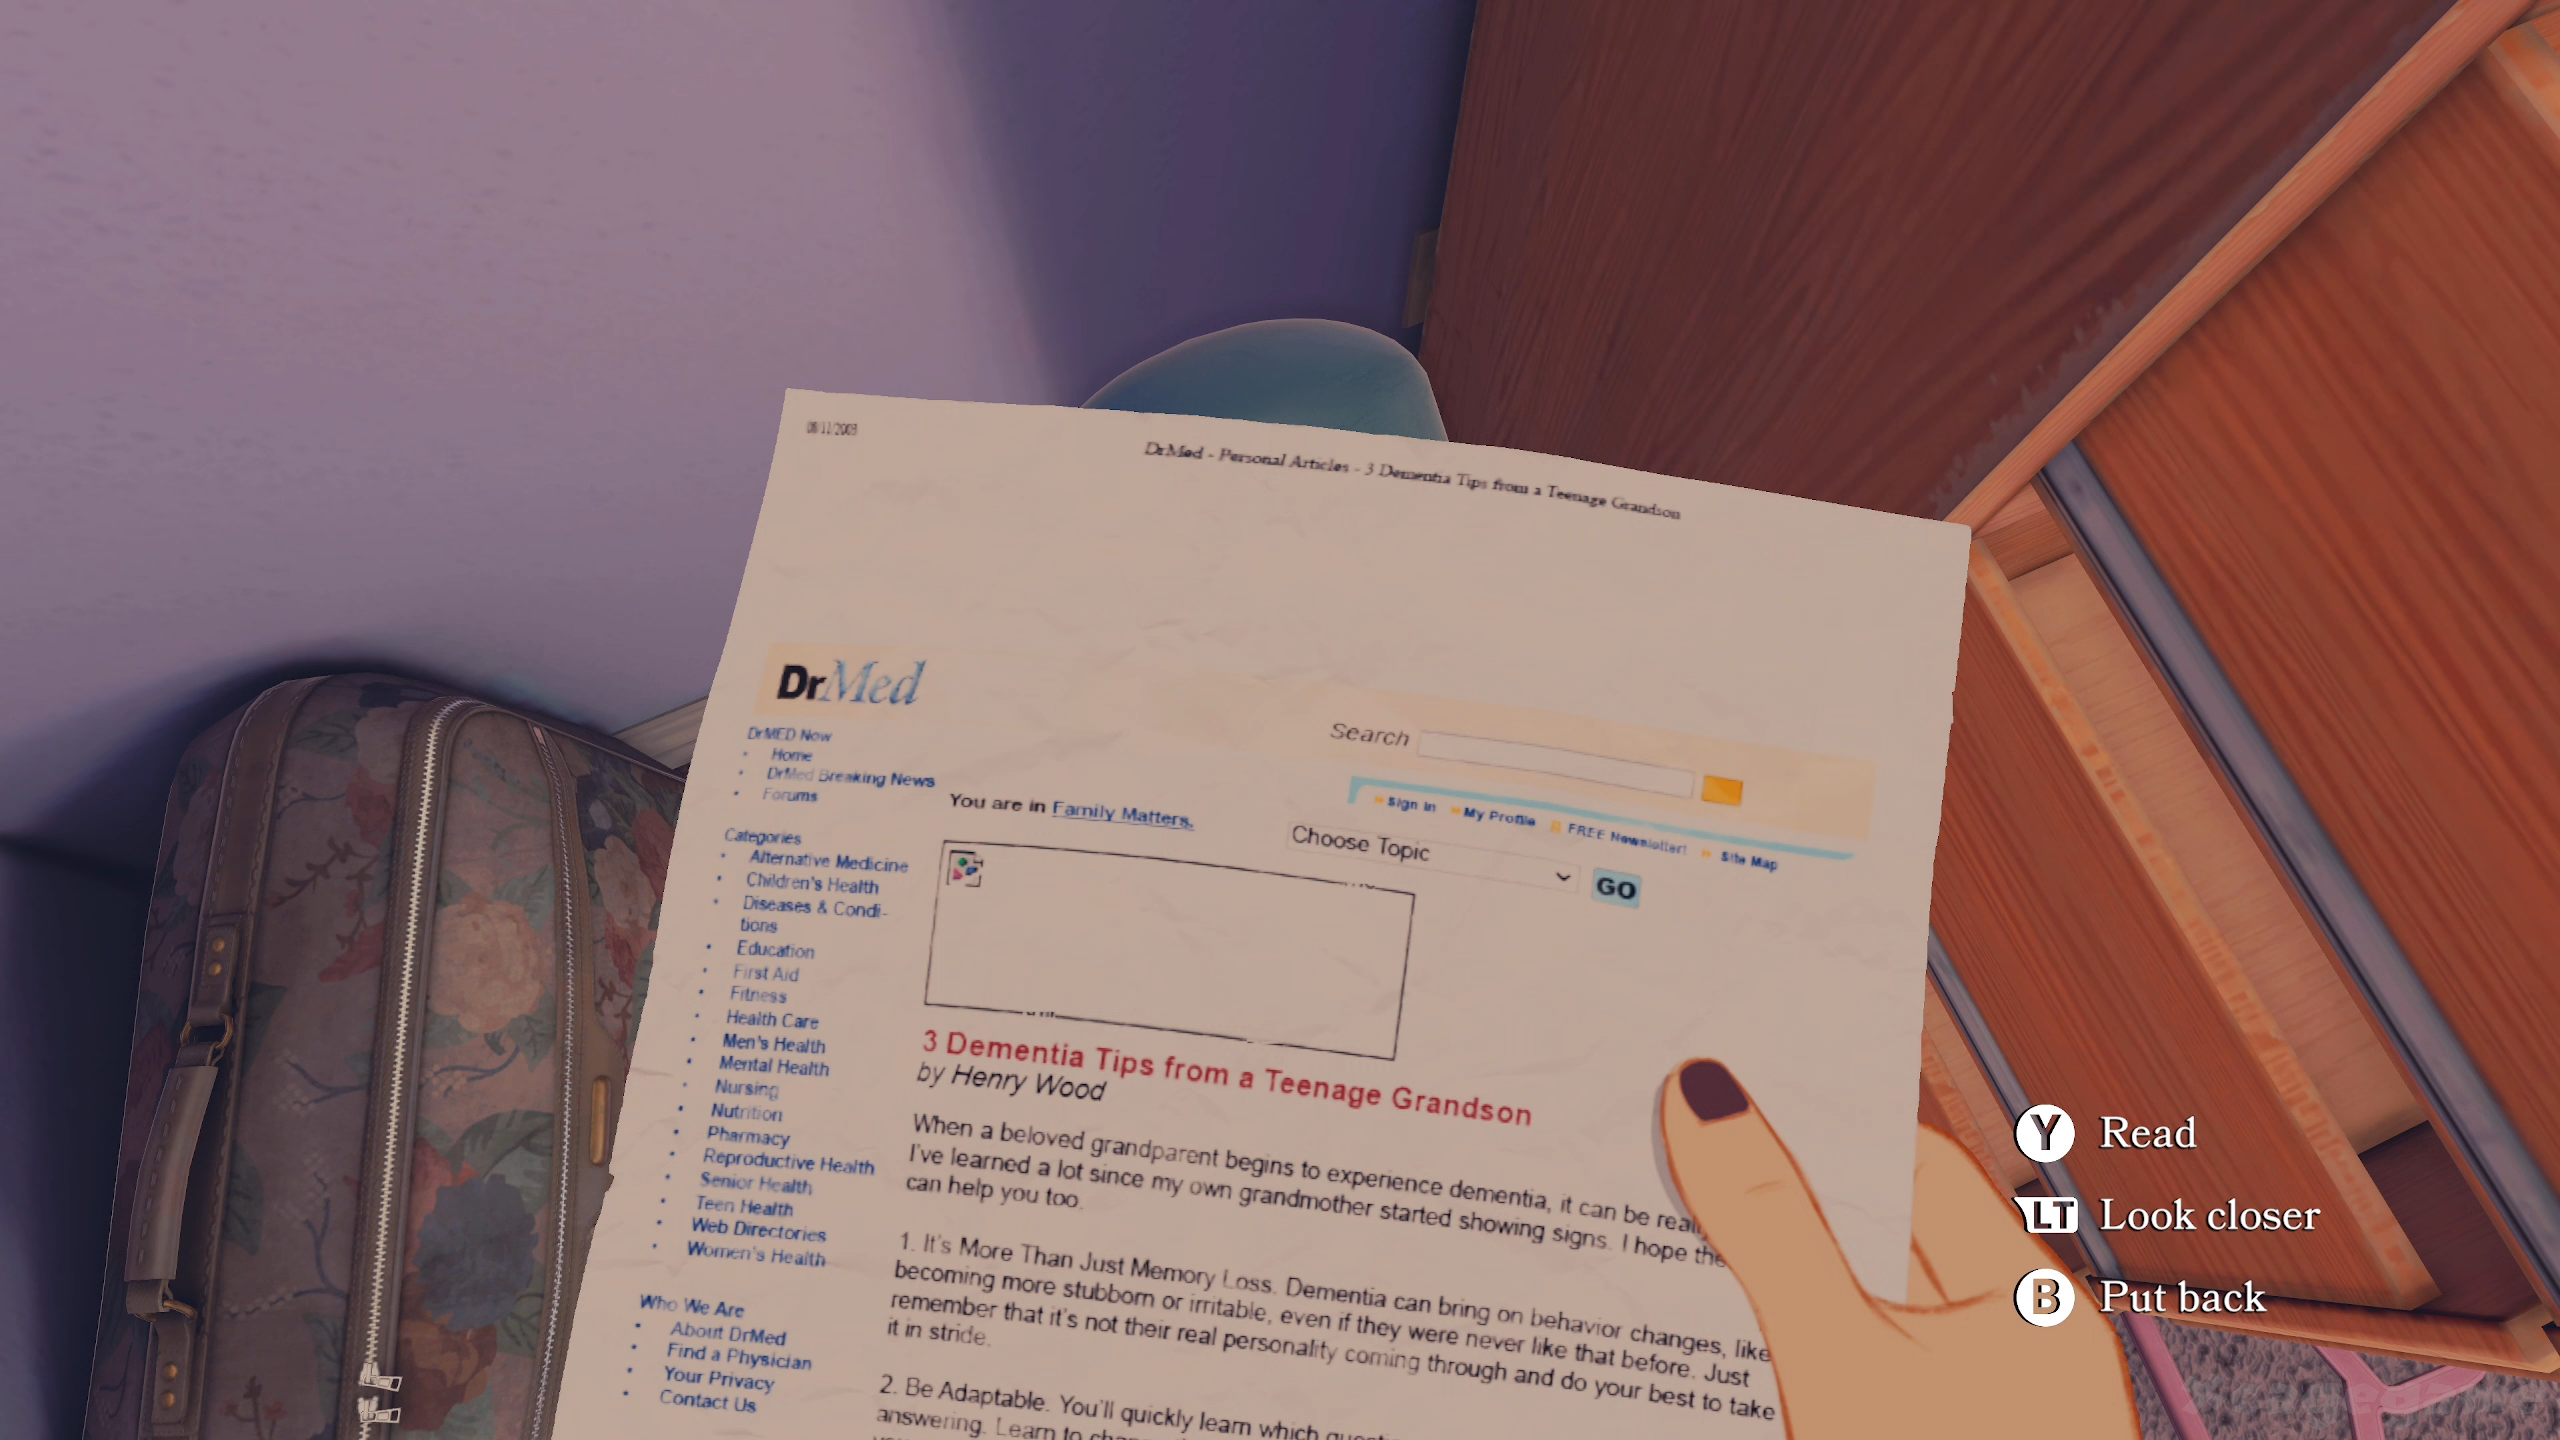 08/11/2003
DrMed - Personal Articles - 3 Dementia Tips from a Teenage Grandson
DrMed
Search
Sign In My Profile FREE Newsletter! Site Map
DrMED Now
Home
DrMed Breaking News
Forums
You are in Family Matters.
Choose Topic
GO
Categories
Alternative Medicine
Children's Health
Diseases & Condi-
tions
Education
First Aid
Fitness
Health Care
Men's Health
Mental Health
Nursing
Nutrition
Pharmacy
Reproductive Health
Senior Health
Teen Health
Web Directories
Women's Health
Who We Are
About DrMed
Find a Physician
Your Privacy
Contact Us
3 Dementia Tips from a Teenage Grandson
by Henry Wood
When a beloved grandparent begins to experience dementia, it can be
I've learned a lot since my own grandmother started showing signs. I hope
can help you too.
1. It's More Than Just Memory Loss. Dementia can bring on behavior changes, like
becoming more stubborn or irritable, even if they were never like that before. Just
remember that it's not their real personality coming through and do your best to take
it in stride.
2. Be Adaptable. You'll quickly learn which
answering. Learn to
Y Read
LT Look closer
B Put back